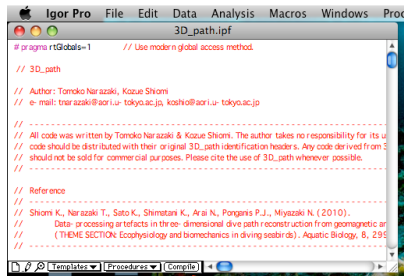 Igor Pro File Edit Data Analysis Macros Windows
3D_path.ipf
# pragma rtGlobals=1 // Use modern global access method.
// 3D_path
// Author: Tomoko Narazaki, Kozue Shiomi
// e- mail: tnarazaki@aori.u- tokyo.ac.jp, koshio@aori.u- tokyo.ac.jp
// All code was written by Tomoko Narazaki & Kozue Shiomi. The author takes no responsibility for its
// code should be distributed with their original 3D_path identification headers. Any code derived from
// should not be sold for commercial purposes. Please cite the use of 3D_path whenever possible.
// Reference
// Shiomi K., Narazaki T., Sato K., Shimatani K., Arai N., Ponganis P.J., Miyazaki N. (2010).
// Data- processing artefacts in three- dimensional dive path reconstruction from geomagnetic
// (THEME SECTION: Ecophysiology and biomechanics in diving seabirds). Aquatic Biology, 8,
Templates Procedures Compile